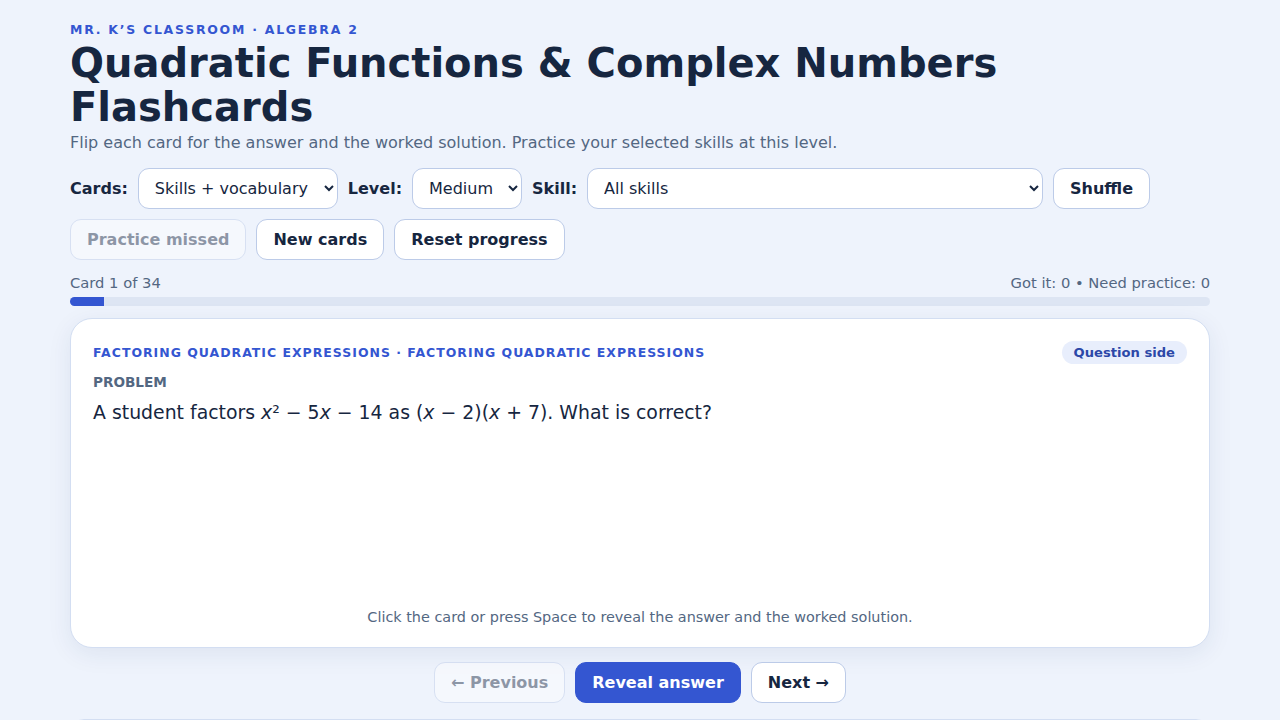 MR. K’S CLASSROOM · ALGEBRA 2
Quadratic Functions & Complex Numbers
Flashcards
Flip each card for the answer and the worked solution. Practice your selected skills at this level.
Cards: Skills + vocabulary Level: Medium Skill: All skills Shuffle
Practice missed New cards Reset progress
Card 1 of 34 Got it: 0 • Need practice: 0
FACTORING QUADRATIC EXPRESSIONS · FACTORING QUADRATIC EXPRESSIONS Question side
PROBLEM
A student factors x² − 5x − 14 as (x − 2)(x + 7). What is correct?
Click the card or press Space to reveal the answer and the worked solution.
← Previous Reveal answer Next →